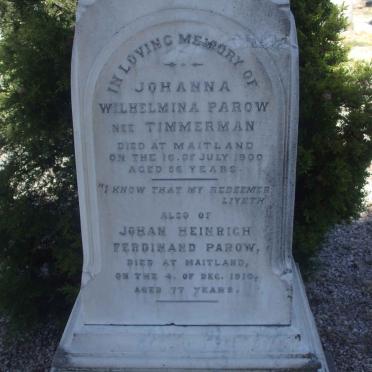 IN LOVING MEMORY OF
JOHANNA
WILHELMINA PAROW
NEE TIMMERMAN
DIED AT MAITLAND
ON THE 16. OF JULY 1900
AGED 56 YEARS.
"I KNOW THAT MY REDEEMER
LIVETH
ALSO OF
JOHAN HEINRICH
FERDINAND PAROW,
DIED AT MAITLAND,
ON THE 4. OF DEC. 1910,
AGED 77 YEARS.